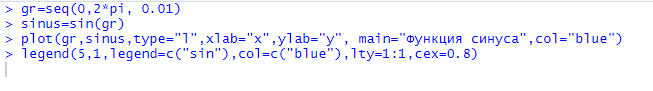 > gr=seq(0,2*pi, 0.01)
> sinus=sin(gr)
> plot(gr,sinus,type="l",xlab="x",ylab="y", main="Функция синуса",col="blue")
> legend(5,1,legend=c("sin"),col=c("blue"),lty=1:1,cex=0.8)